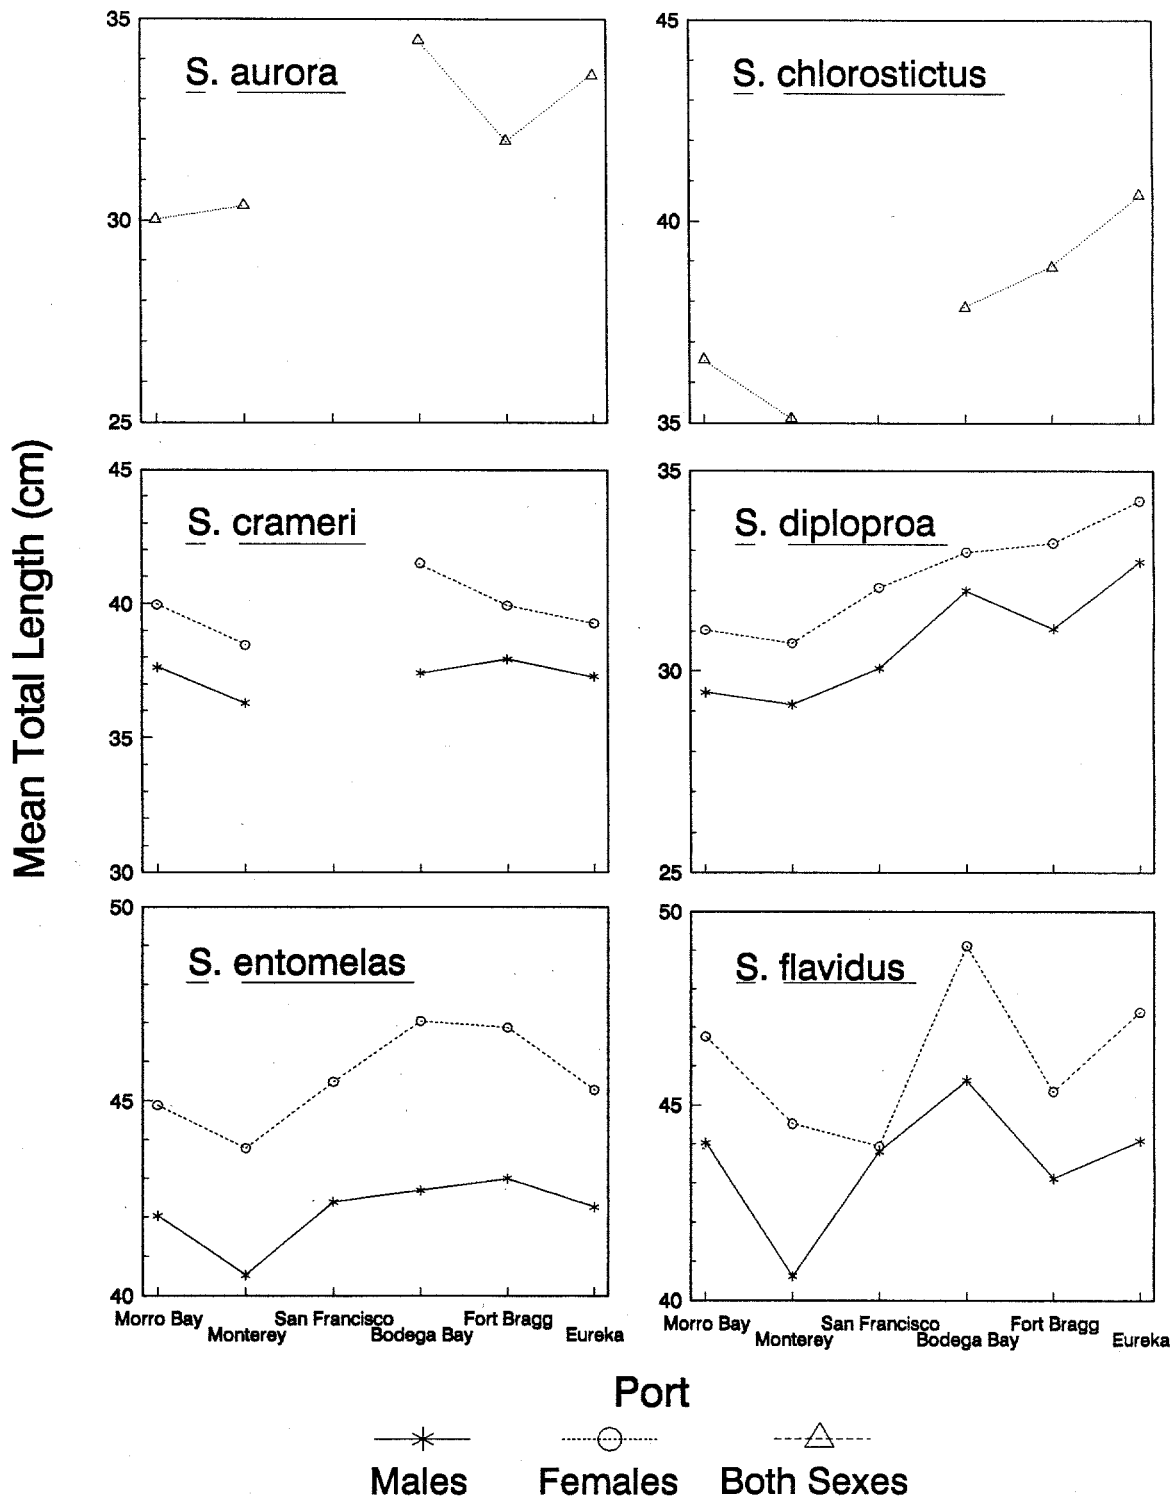 Mean Total Length (cm)
35
S. aurora
30
25
45
S. chlorostictus
40
35
45
S. crameri
40
35
30
35
S. diploproa
30
25
50
S. entomelas
45
40
Morro Bay
Monterey
San Francisco
Bodega Bay
Fort Bragg
Eureka
50
S. flavidus
45
40
Morro Bay
Monterey
San Francisco
Bodega Bay
Fort Bragg
Eureka
Port
Males Females Both Sexes